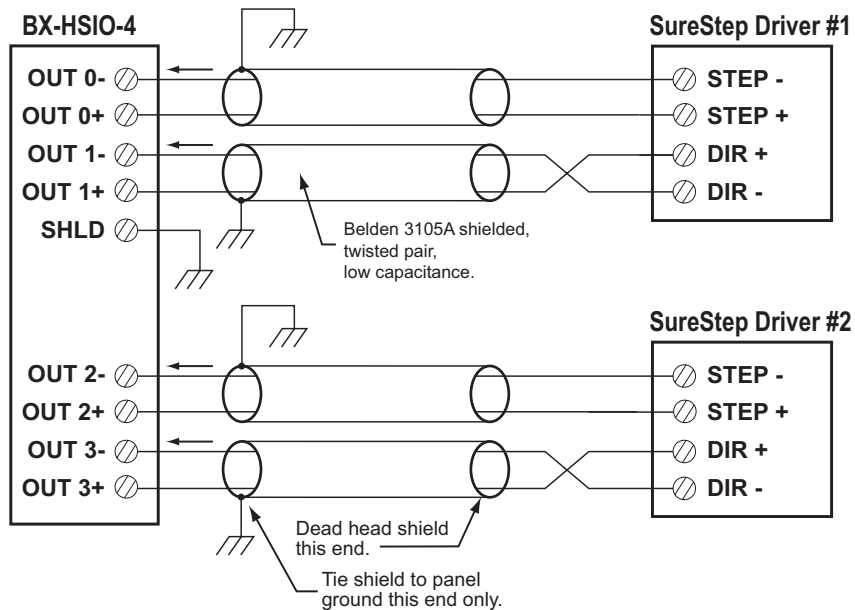 BX-HSIO-4
OUT 0-
OUT 0+
OUT 1-
OUT 1+
SHLD
OUT 2-
OUT 2+
OUT 3-
OUT 3+
SureStep Driver #1
STEP -
STEP +
DIR +
DIR -
Belden 3105A shielded,
twisted pair,
low capacitance.
SureStep Driver #2
STEP -
STEP +
DIR +
DIR -
Dead head shield
this end.
Tie shield to panel
ground this end only.